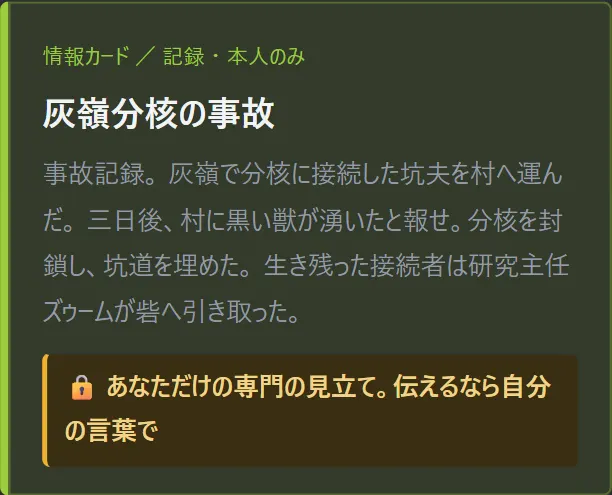 情報カード ／ 記録・本人のみ
灰嶺分核の事故
事故記録。灰嶺で分核に接続した坑夫を村へ運ん
だ。三日後、村に黒い獣が湧いたと報せ。分核を封
鎖し、坑道を埋めた。生き残った接続者は研究主任
ズゥームが砦へ引き取った。
🔒 あなただけの専門の見立て。伝えるなら自分
の言葉で